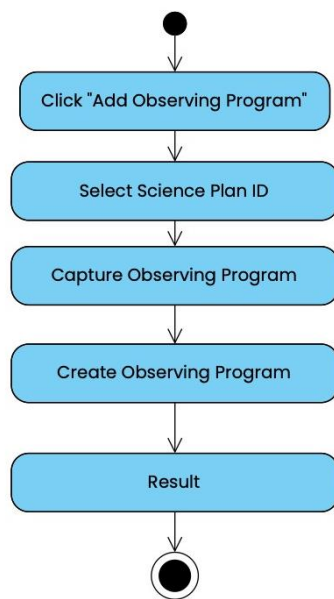 Click "Add Observing Program"
Select Science Plan ID
Capture Observing Program
Create Observing Program
Result